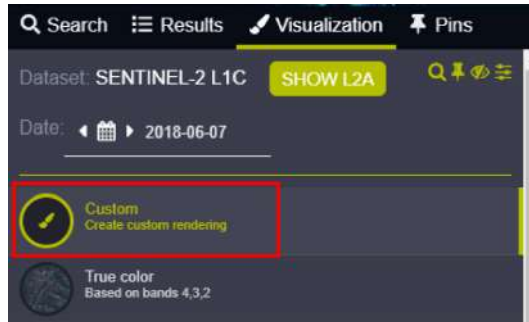 Search Results Visualization Pins
Dataset: SENTINEL-2 L1C SHOW L2A
Date: 2018-06-07
Custom
Create custom rendering
True color
Based on bands 4,3,2